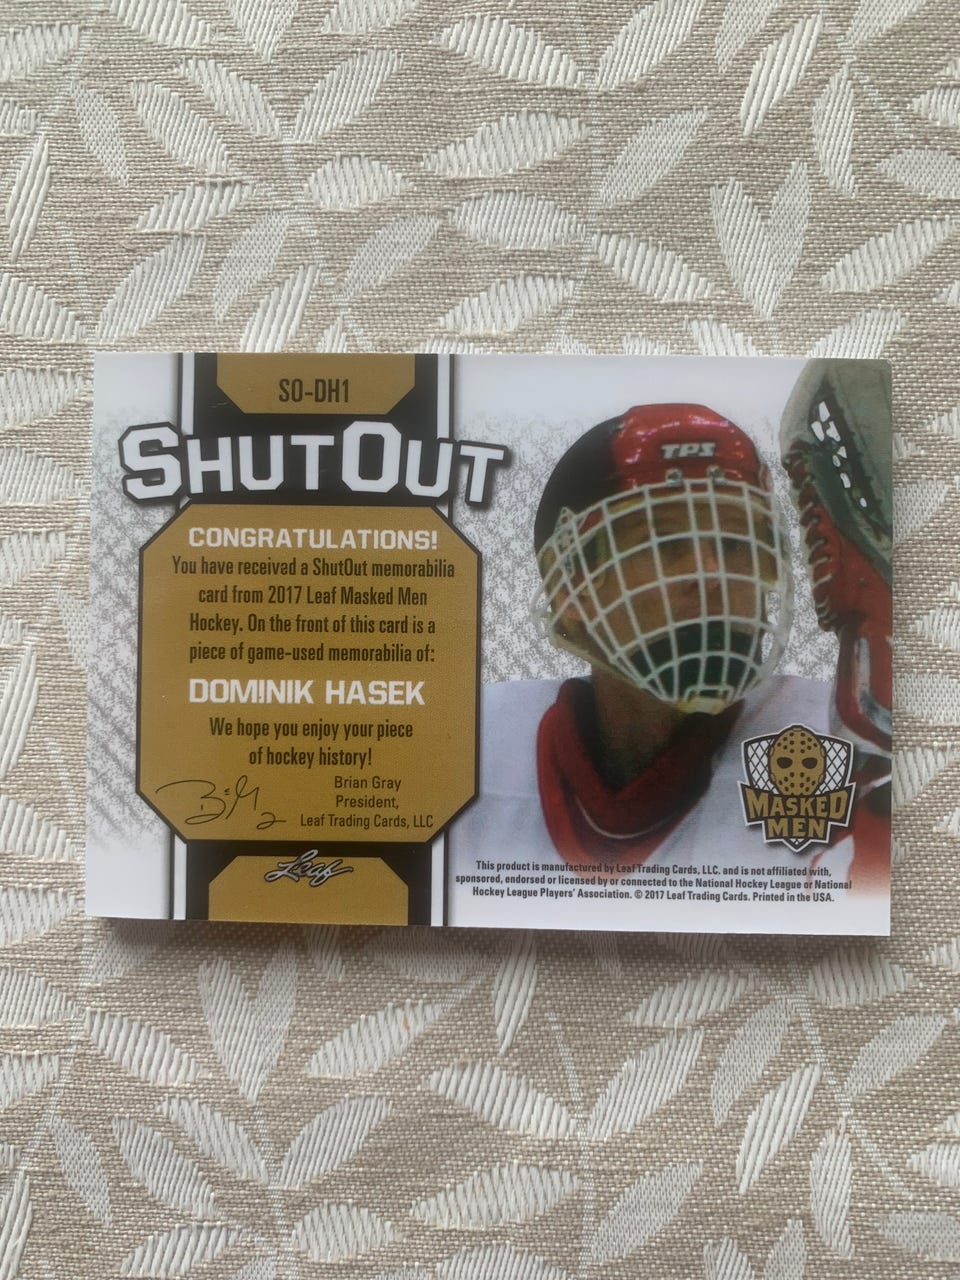 SO-DH1
SHUTOUT
CONGRATULATIONS!
You have received a ShutOut memorabilia
card from 2017 Leaf Masked Men
Hockey. On the front of this card is a
piece of game-used memorabilia of:
DOMINIK HASEK
We hope you enjoy your piece
of hockey history!
Brian Gray
President,
Leaf Trading Cards, LLC
Leaf
TPS
MASKED
MEN
This product is manufactured by Leaf Trading Cards, LLC. and is not affiliated with,
sponsored, endorsed or licensed by or connected to the National Hockey League or National
Hockey League Players' Association. © 2017 Leaf Trading Cards. Printed in the USA.